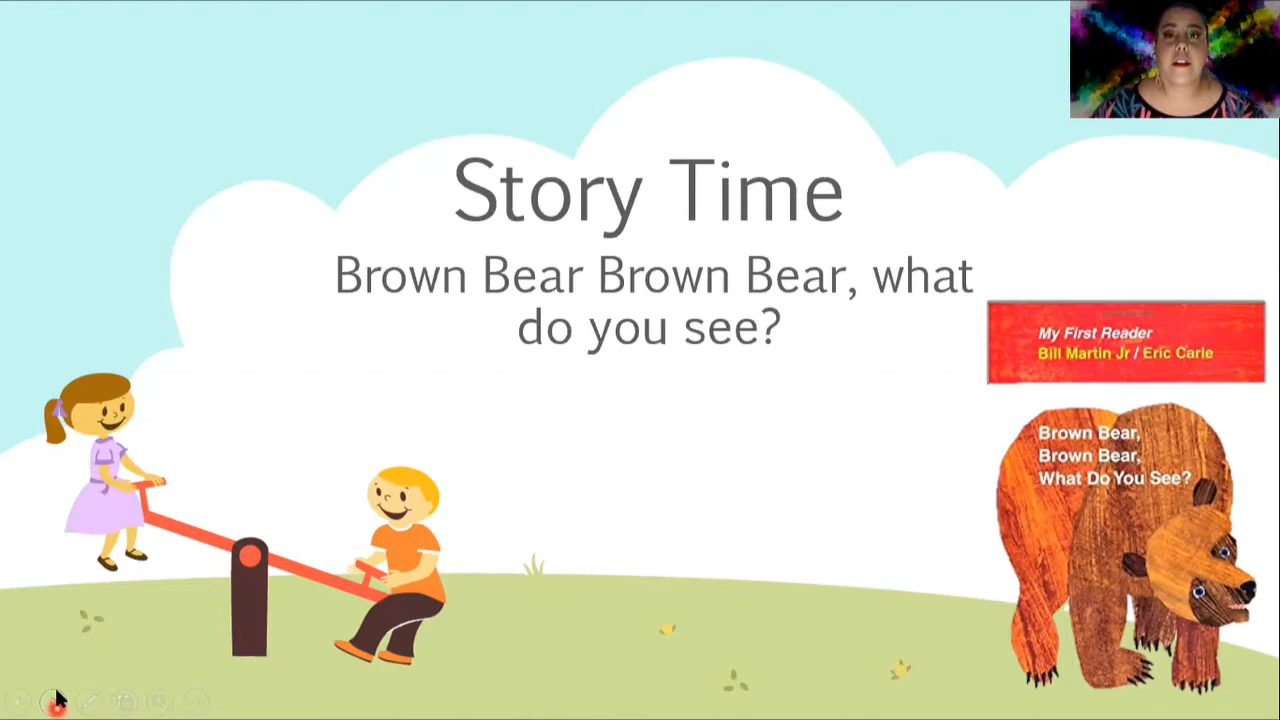 Story Time
Brown Bear Brown Bear, what
do you see?
My First Reader
Bill Martin Jr / Eric Carle
Brown Bear,
Brown Bear,
What Do You See?